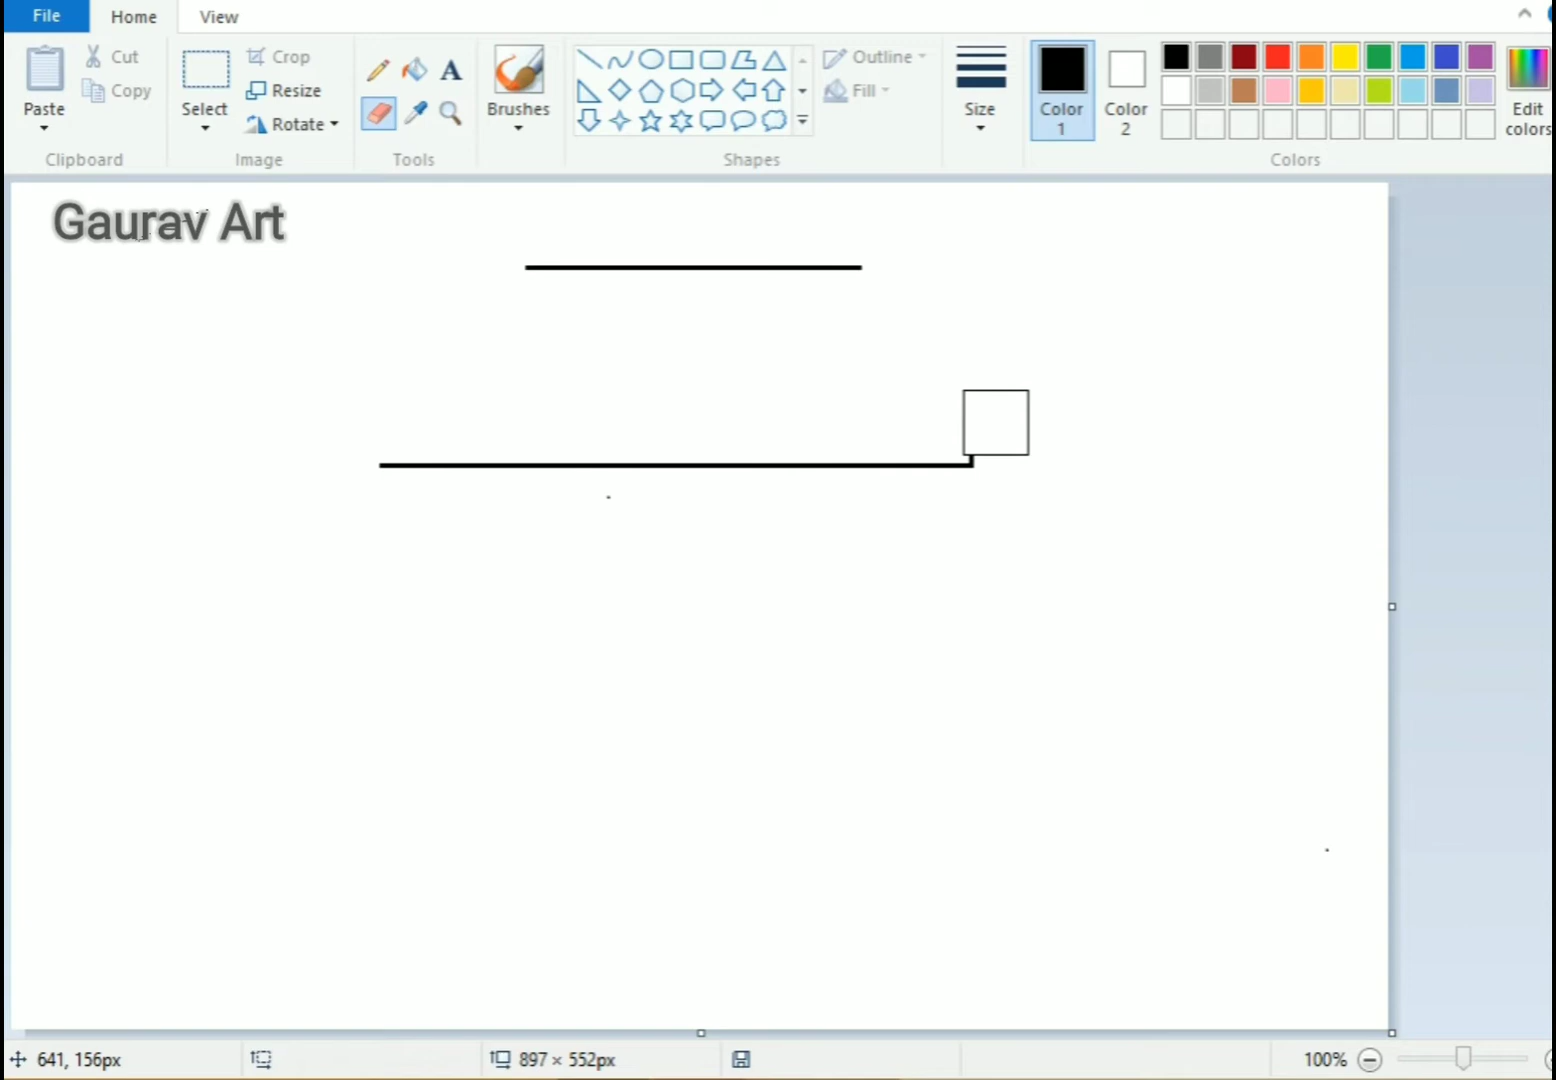 File Home View
Paste Cut Copy Clipboard
Select Crop Resize Rotate Image
Tools
Brushes
Outline Fill Shapes
Size
Color 1 Color 2 Edit colors Colors
Gaurav Art
641, 156px 897 × 552px 100%